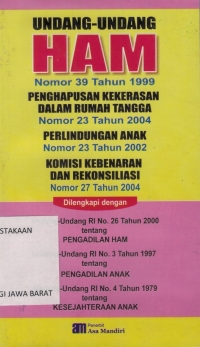 UNDANG-UNDANG
HAM
Nomor 39 Tahun 1999
PENGHAPUSAN KEKERASAN
DALAM RUMAH TANGGA
Nomor 23 Tahun 2004
PERLINDUNGAN ANAK
Nomor 23 Tahun 2002
KOMISI KEBENARAN
DAN REKONSILIASI
Nomor 27 Tahun 2004
Dilengkapi dengan
-Undang RI No. 26 Tahun 2000
tentang
PENGADILAN HAM
-Undang RI No. 3 Tahun 1997
tentang
PENGADILAN ANAK
-Undang RI No. 4 Tahun 1979
tentang
KESEJAHTERAAN ANAK
STAKAAN
GI JAWA BARAT
Penerbit
Asa Mandiri